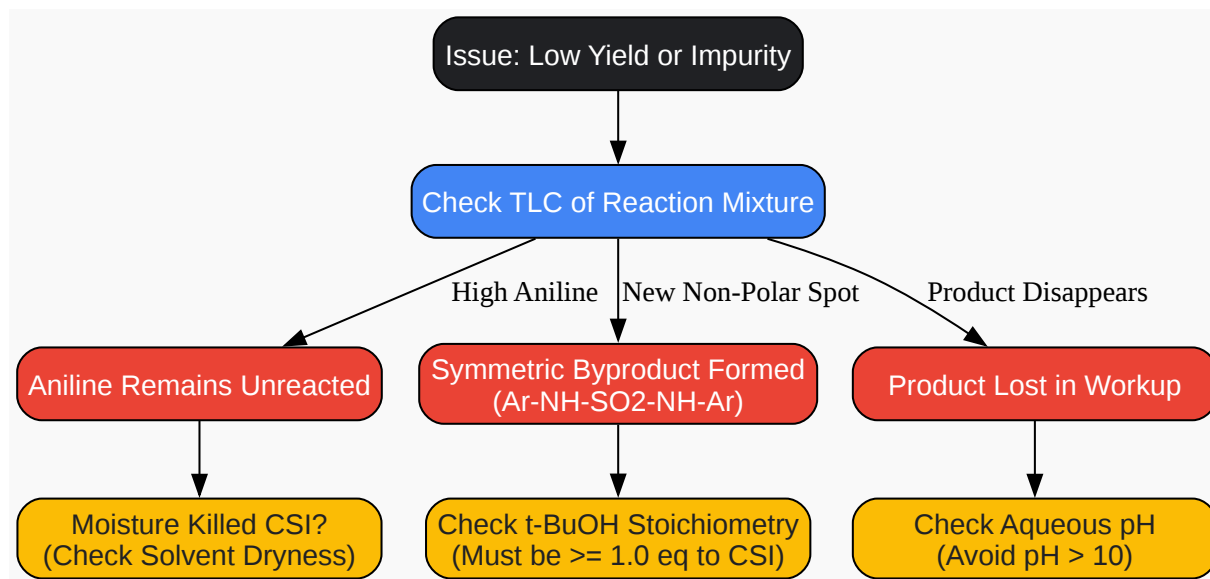 Issue: Low Yield or Impurity
Check TLC of Reaction Mixture
High Aniline
New Non-Polar Spot
Product Disappears
Aniline Remains Unreacted
Symmetric Byproduct Formed
(Ar-NH-SO2-NH-Ar)
Product Lost in Workup
Moisture Killed CSI?
(Check Solvent Dryness)
Check t-BuOH Stoichiometry
(Must be >= 1.0 eq to CSI)
Check Aqueous pH
(Avoid pH > 10)